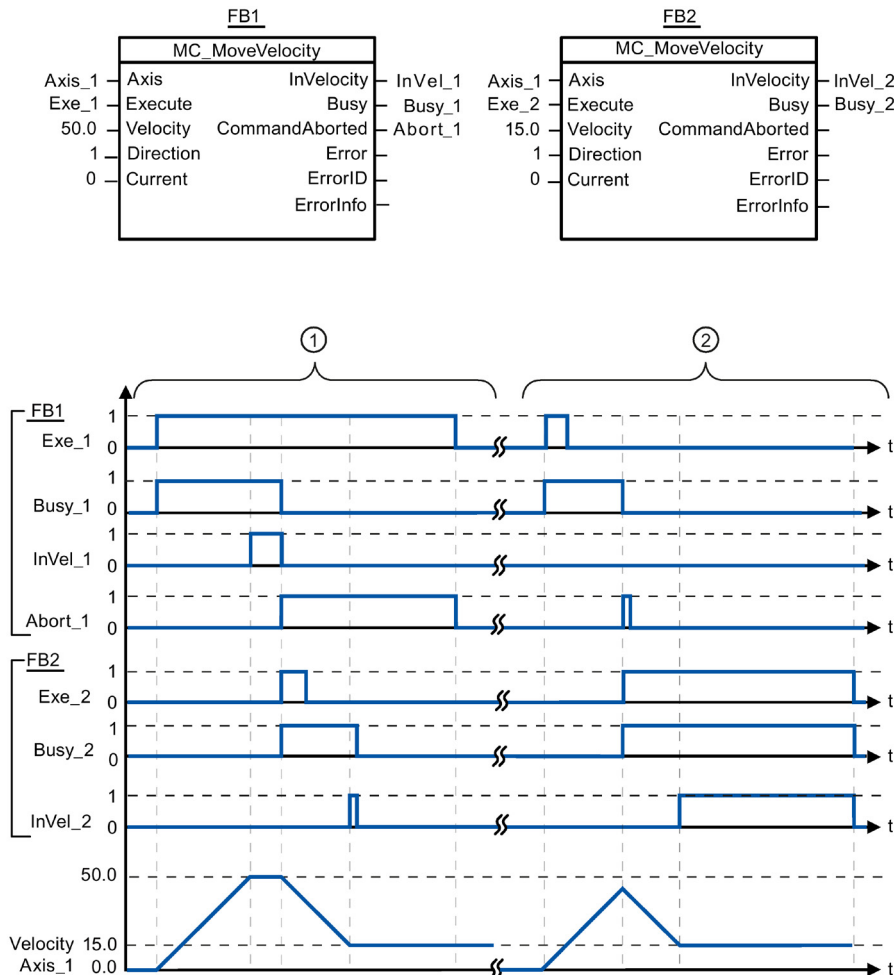 FB1 FB2
MC_MoveVelocity MC_MoveVelocity
Axis_1 Axis InVelocity InVel_1 Axis_1 Axis InVelocity InVel_2
Exe_1 Execute Busy Busy_1 Exe_2 Execute Busy Busy_2
50.0 Velocity CommandAborted Abort_1 15.0 Velocity CommandAborted
1 Direction Error 1 Direction Error
0 Current ErrorID 0 Current ErrorID
ErrorInfo ErrorInfo
1 2
FB1
1
Exe_1
0 t
1
Busy_1
0 t
1
InVel_1
0 t
1
Abort_1
0 t
FB2
1
Exe_2
0 t
1
Busy_2
0 t
1
InVel_2
0 t
50.0
Velocity 15.0
Axis_1 0.0 t